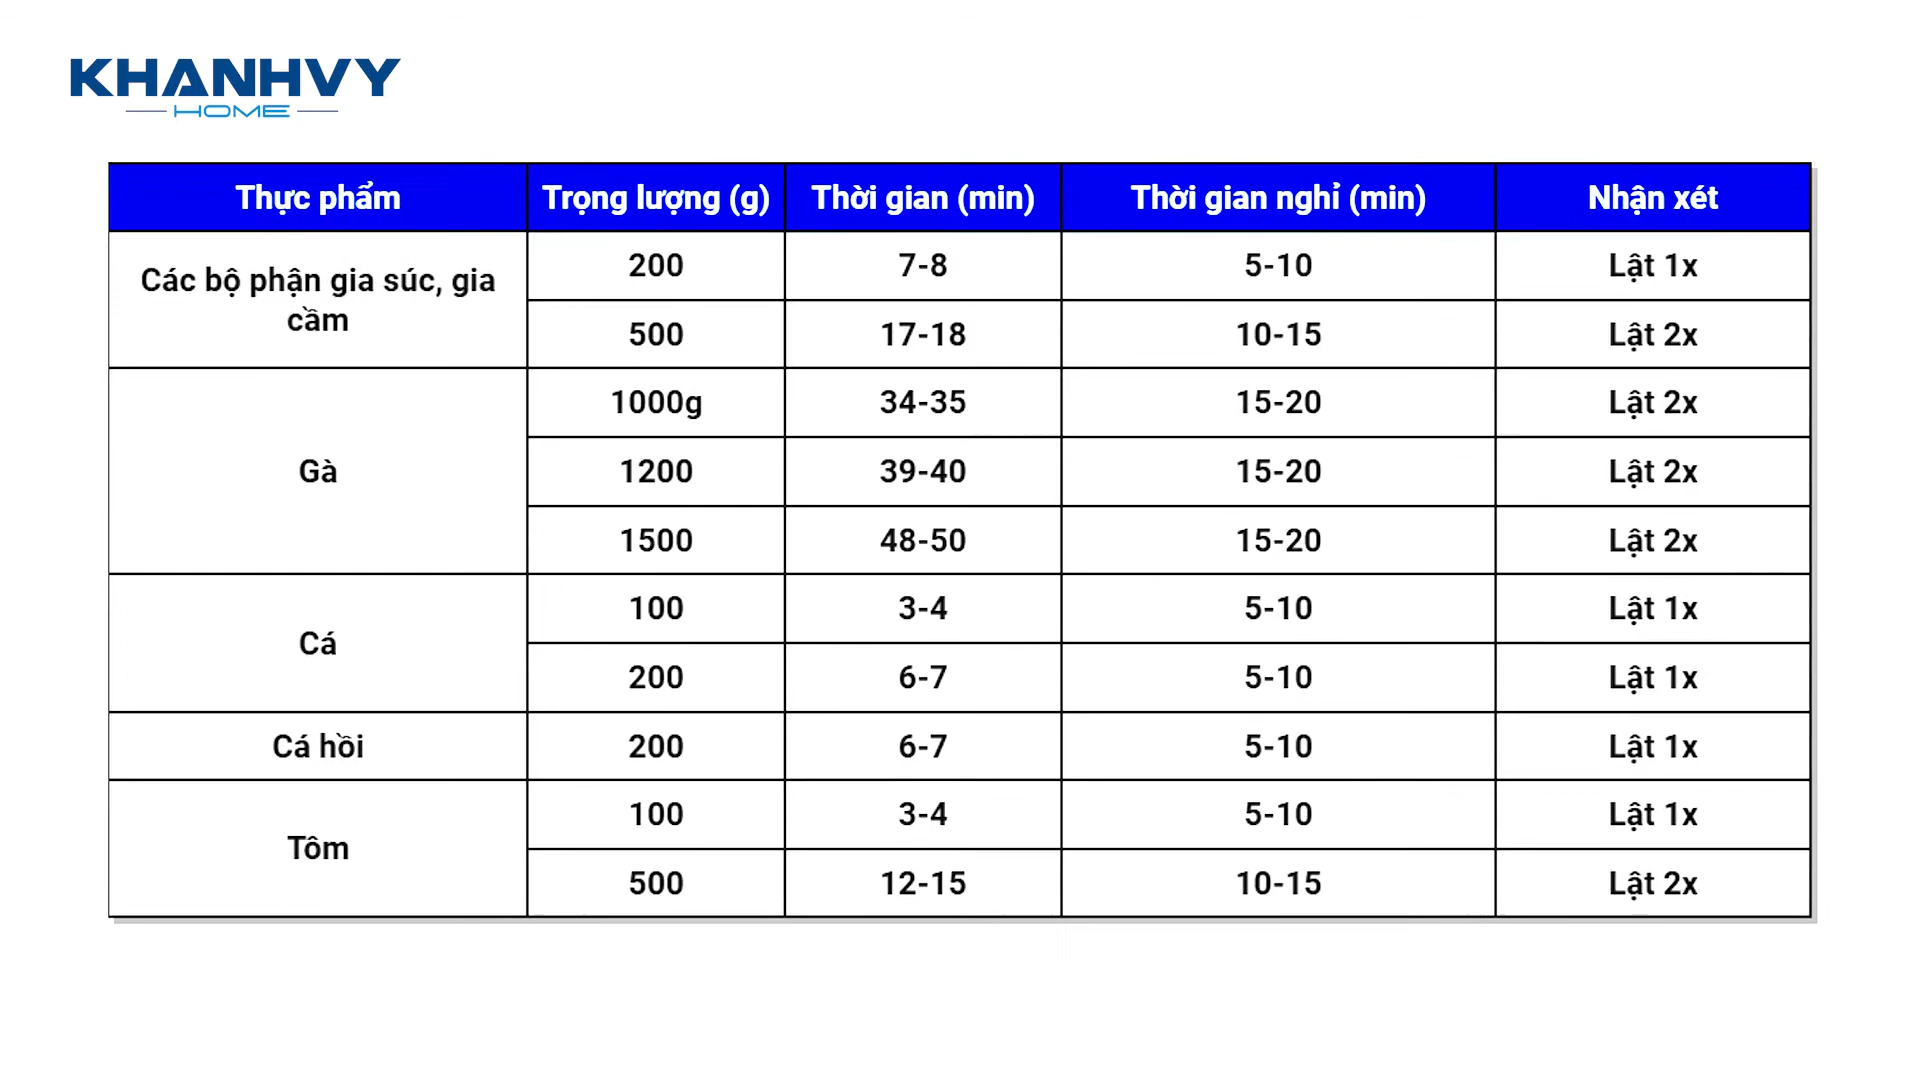 KHANHVY
HOME
Thực phẩm Trọng lượng (g) Thời gian (min) Thời gian nghỉ (min) Nhận xét
Các bộ phận gia súc, gia
cầm
200 7-8 5-10 Lật 1x
500 17-18 10-15 Lật 2x
Gà
1000g 34-35 15-20 Lật 2x
1200 39-40 15-20 Lật 2x
1500 48-50 15-20 Lật 2x
Cá
100 3-4 5-10 Lật 1x
200 6-7 5-10 Lật 1x
Cá hồi 200 6-7 5-10 Lật 1x
Tôm
100 3-4 5-10 Lật 1x
500 12-15 10-15 Lật 2x